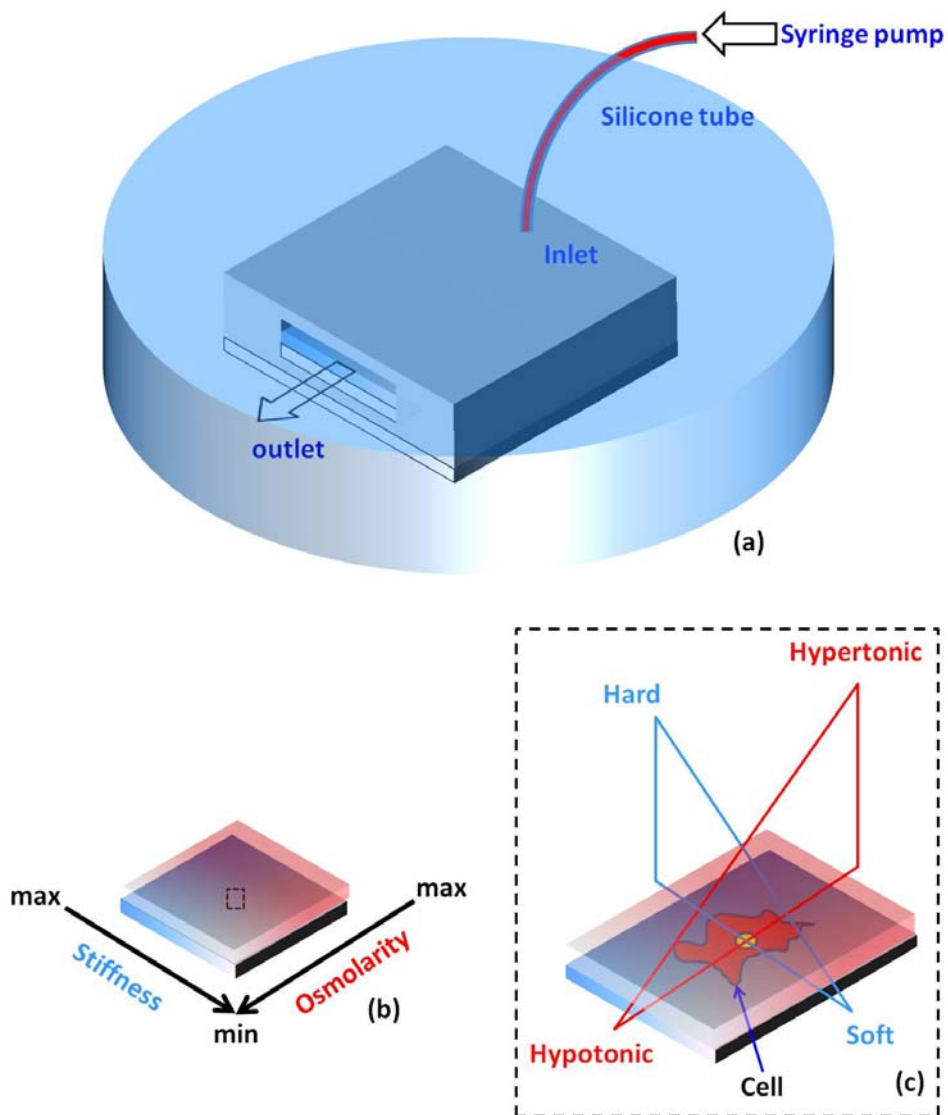 Syringe pump
Silicone tube
Inlet
outlet
(a)
Hypertonic
Hard
max
max
Stiffness
Osmolarity
(b)
min
Hypotonic
Soft
Cell
(c)